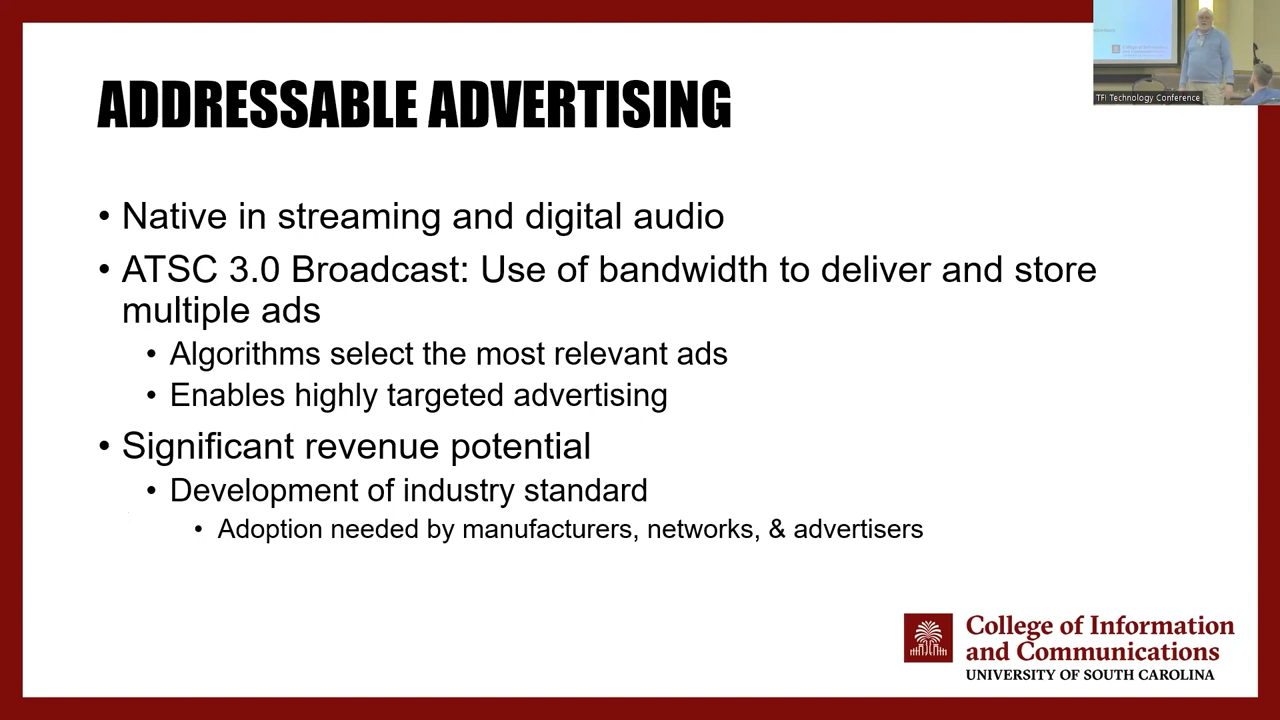 ADDRESSABLE ADVERTISING
• Native in streaming and digital audio
• ATSC 3.0 Broadcast: Use of bandwidth to deliver and store
multiple ads
• Algorithms select the most relevant ads
• Enables highly targeted advertising
• Significant revenue potential
• Development of industry standard
• Adoption needed by manufacturers, networks, & advertisers
TFI Technology Conference
College of Information
and Communications
UNIVERSITY OF SOUTH CAROLINA